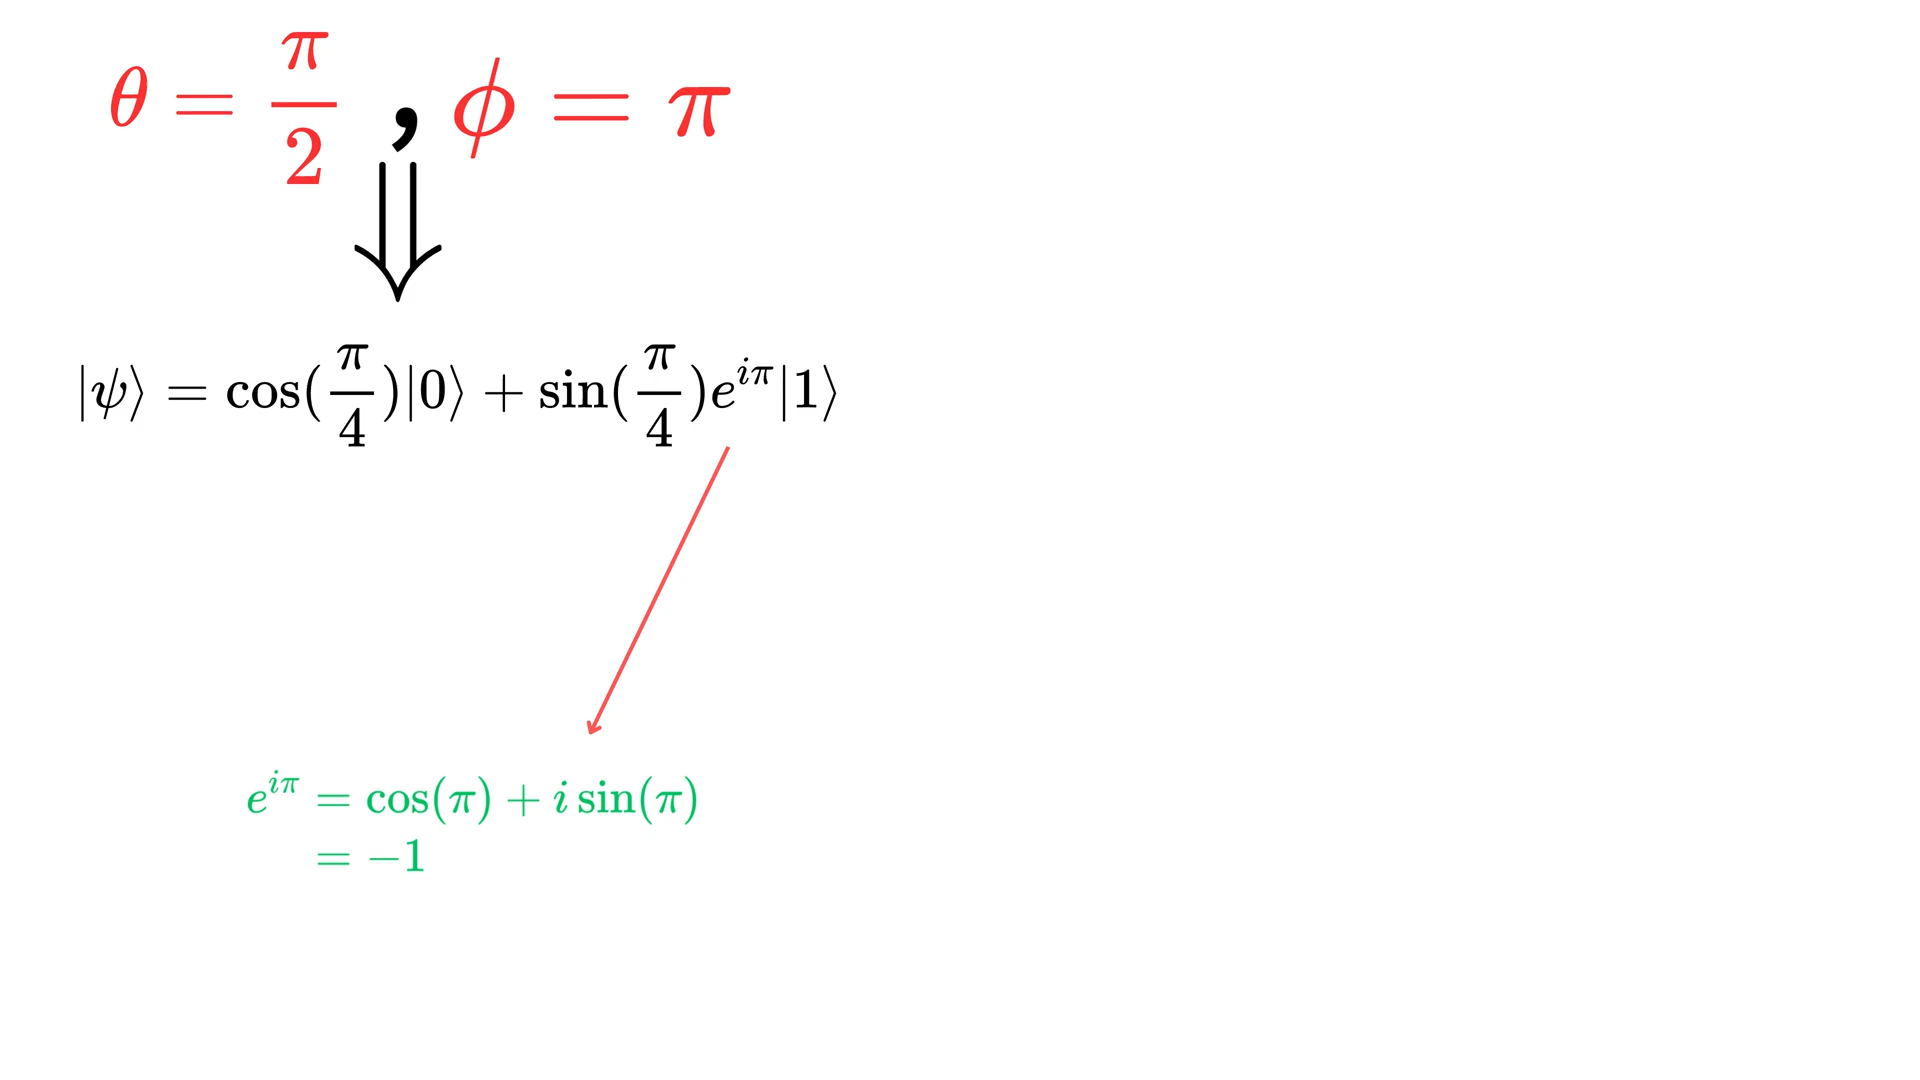 θ = π/2 , ϕ = π
|ψ⟩ = cos(π/4)|0⟩ + sin(π/4)e^{iπ}|1⟩
e^{iπ} = cos(π) + i sin(π)
= −1